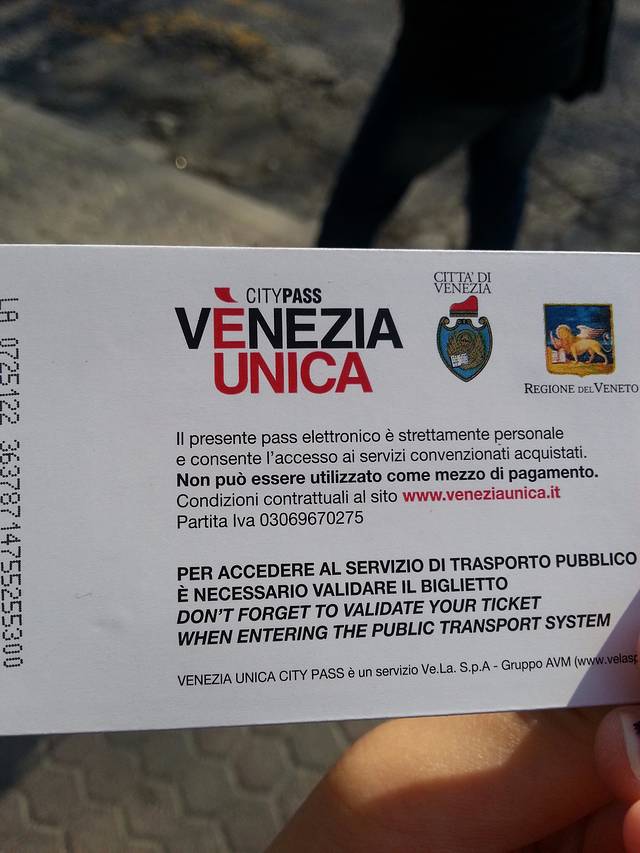 CITYPASS
VÈNEZIA
UNICA
CITTA' DI
VENEZIA
REGIONE DEL VENETO
Il presente pass elettronico è strettamente personale
e consente l'accesso ai servizi convenzionati acquistati.
Non può essere utilizzato come mezzo di pagamento.
Condizioni contrattuali al sito www.veneziaunica.it
Partita Iva 03069670275
PER ACCEDERE AL SERVIZIO DI TRASPORTO PUBBLICO
È NECESSARIO VALIDARE IL BIGLIETTO
DON'T FORGET TO VALIDATE YOUR TICKET
WHEN ENTERING THE PUBLIC TRANSPORT SYSTEM
VENEZIA UNICA CITY PASS è un servizio Ve.La. S.p.A - Gruppo AVM (www.velasp
LA 0725122 36378714755255300